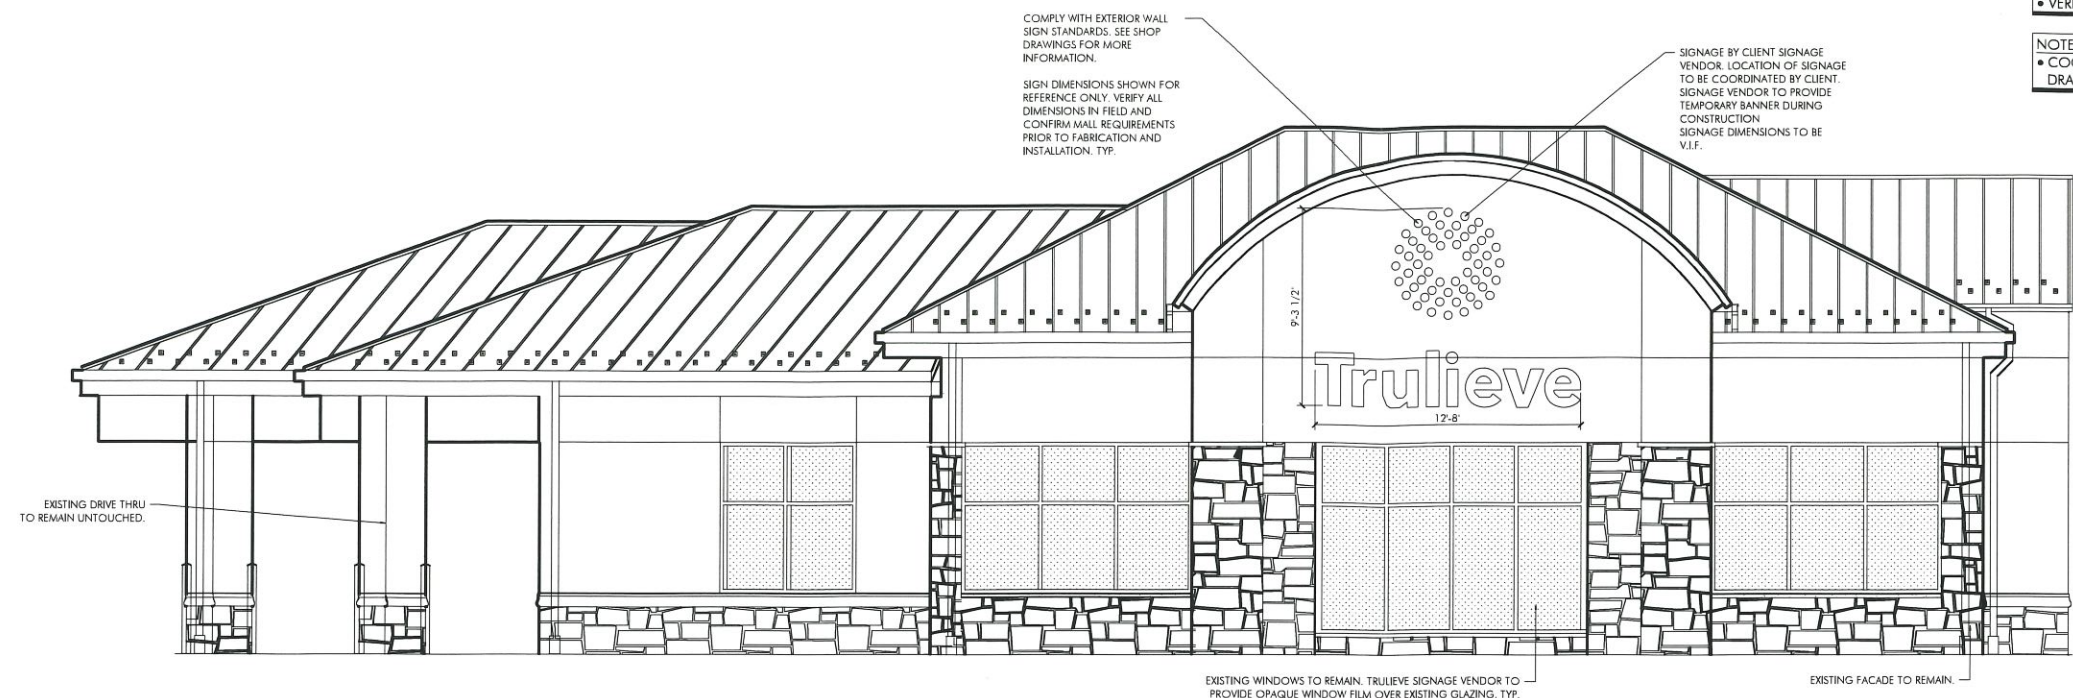 COMPLY WITH EXTERIOR WALL
SIGN STANDARDS. SEE SHOP
DRAWINGS FOR MORE
INFORMATION.
SIGN DIMENSIONS SHOWN FOR
REFERENCE ONLY. VERIFY ALL
DIMENSIONS IN FIELD AND
CONFIRM MALL REQUIREMENTS
PRIOR TO FABRICATION AND
INSTALLATION. TYP.
SIGNAGE BY CLIENT SIGNAGE
VENDOR. LOCATION OF SIGNAGE
TO BE COORDINATED BY CLIENT.
SIGNAGE VENDOR TO PROVIDE
TEMPORARY BANNER DURING
CONSTRUCTION
SIGNAGE DIMENSIONS TO BE
V.I.F.
9'-3 1/2'
Trulieve
12'-8'
EXISTING DRIVE THRU
TO REMAIN UNTOUCHED.
EXISTING WINDOWS TO REMAIN. TRULIEVE SIGNAGE VENDOR TO
PROVIDE OPAQUE WINDOW FILM OVER EXISTING GLAZING. TYP.
EXISTING FACADE TO REMAIN.